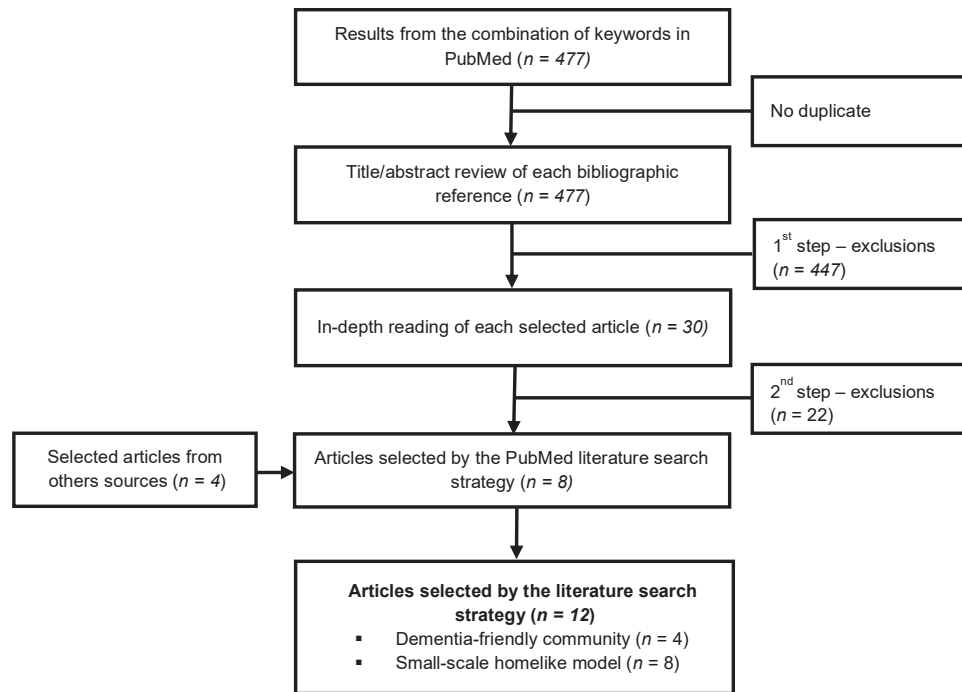 Results from the combination of keywords in
PubMed (n = 477)
No duplicate
Title/abstract review of each bibliographic
reference (n = 477)
1st step – exclusions
(n = 447)
In-depth reading of each selected article (n = 30)
2nd step – exclusions
(n = 22)
Selected articles from
others sources (n = 4)
Articles selected by the PubMed literature search
strategy (n = 8)
Articles selected by the literature search
strategy (n = 12)
▪ Dementia-friendly community (n = 4)
▪ Small-scale homelike model (n = 8)